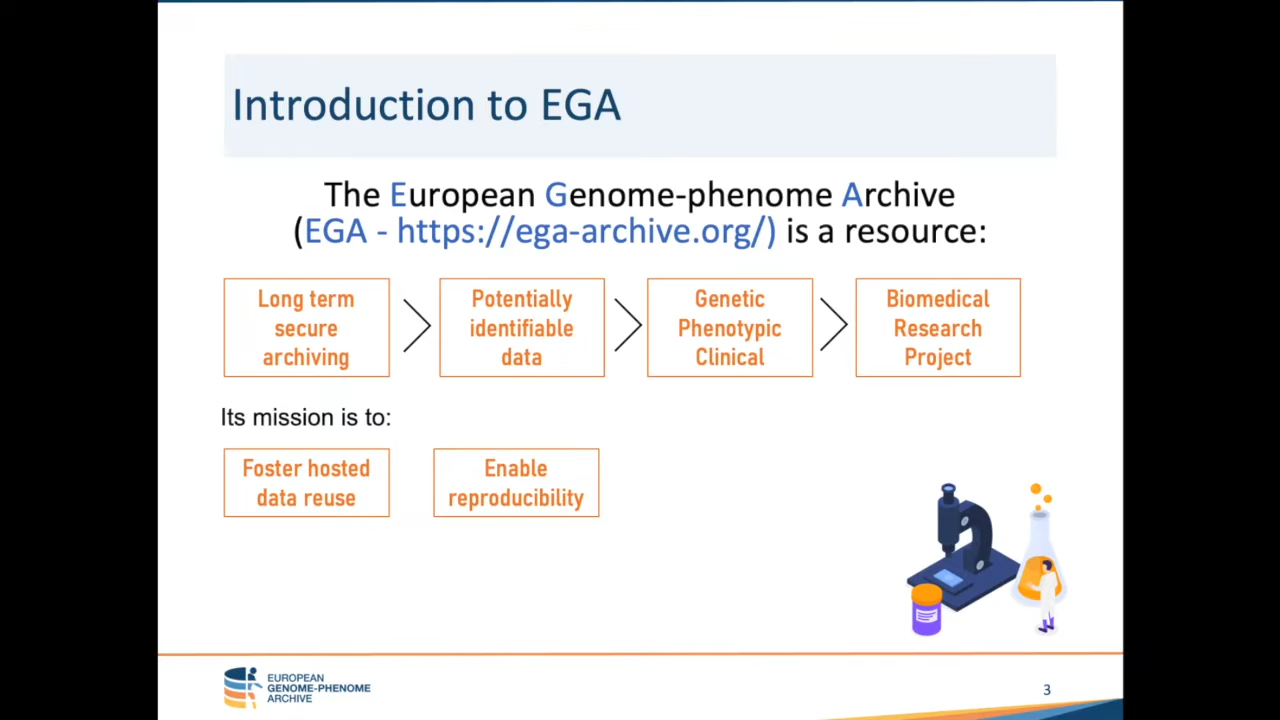 Introduction to EGA
The European Genome-phenome Archive
(EGA - https://ega-archive.org/) is a resource:
Long term
secure
archiving
Potentially
identifiable
data
Genetic
Phenotypic
Clinical
Biomedical
Research
Project
Its mission is to:
Foster hosted
data reuse
Enable
reproducibility
EUROPEAN
GENOME-PHENOME
ARCHIVE
3